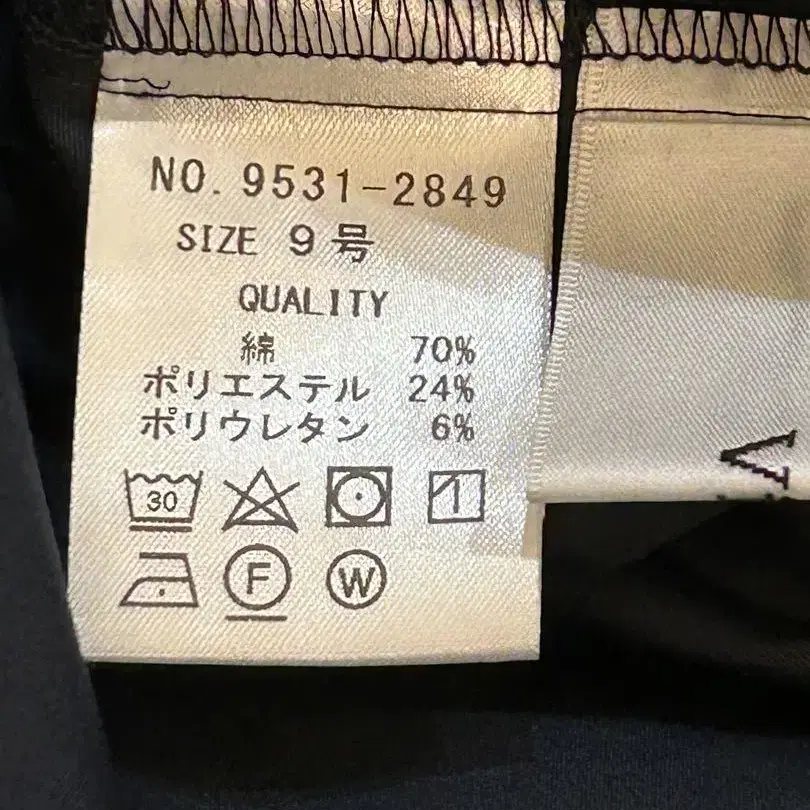 NO. 9531-2849
SIZE 9号
QUALITY
綿 70%
ポリエステル 24%
ポリウレタン 6%
30
F W